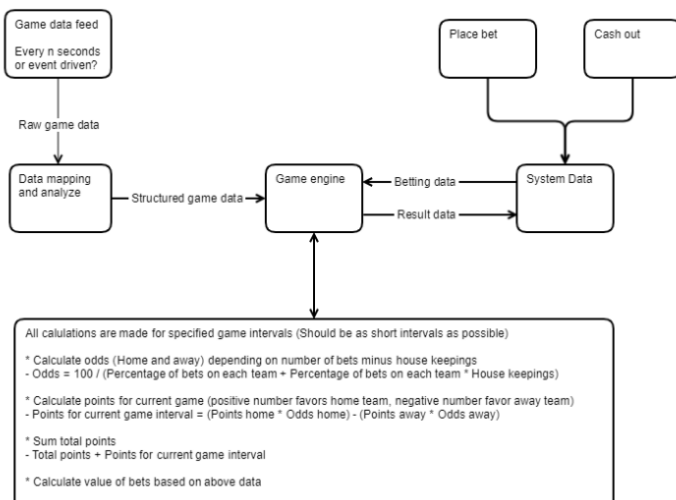 Game data feed
Every n seconds
or event driven?
Place bet
Cash out
Raw game data
Data mapping
and analyze
Structured game data
Game engine
Betting data
Result data
System Data
All calulations are made for specified game intervals (Should be as short intervals as possible)
* Calculate odds (Home and away) depending on number of bets minus house keepings
- Odds = 100 / (Percentage of bets on each team + Percentage of bets on each team * House keepings)
* Calculate points for current game (positive number favors home team, negative number favor away team)
- Points for current game interval = (Points home * Odds home) - (Points away * Odds away)
* Sum total points
- Total points + Points for current game interval
* Calculate value of bets based on above data